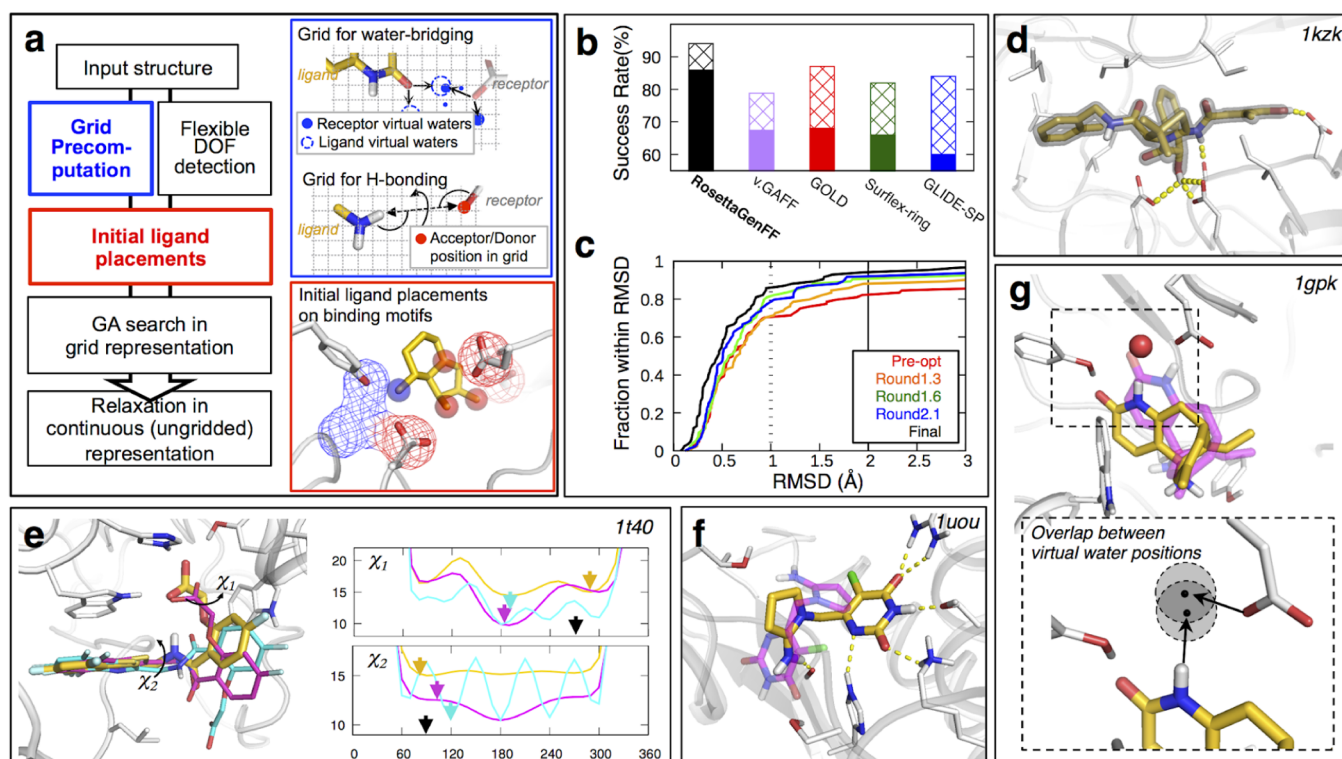 a
Input structure
Grid
Precom-
putation
Flexible
DOF
detection
Initial ligand
placements
GA search in
grid representation
Relaxation in
continuous (ungridded)
representation
Grid for water-bridging
ligand
receptor
Receptor virtual waters
Ligand virtual waters
Grid for H-bonding
receptor
ligand
Acceptor/Donor
position in grid
Initial ligand placements
on binding motifs
b
Success Rate(%)
90
80
70
60
RosettaGenFF
v.GAFF
GOLD
Surflex-ring
GLIDE-SP
c
Fraction within RMSD
1
0.8
0.6
0.4
0.2
0
Pre-opt
Round1.3
Round1.6
Round2.1
Final
0 0.5 1 1.5 2 2.5 3
RMSD (Å)
d
1kzk
g
1gpk
Overlap between
virtual water positions
e
1t40
χ1
χ2
χ1
20
15
10
χ2
15
10
0 60 120 180 240 300 360
f
1uou